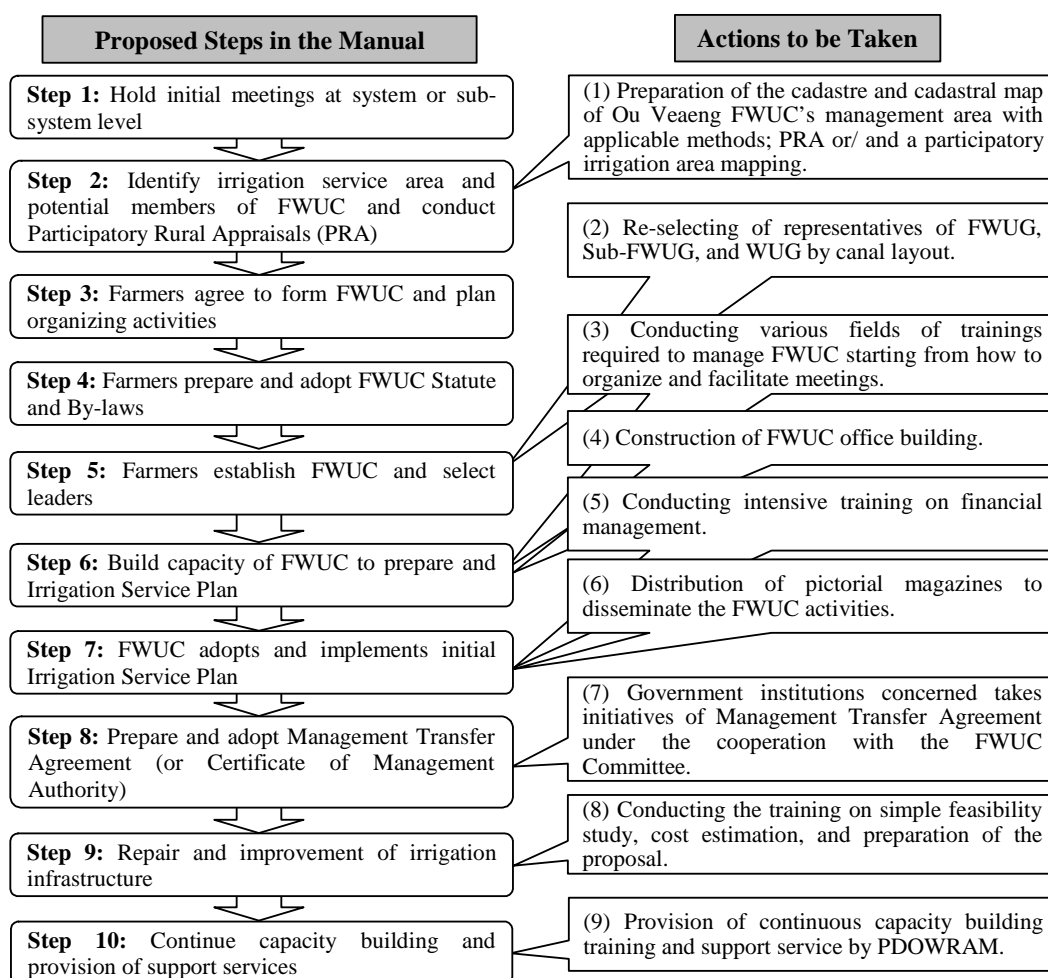 Proposed Steps in the Manual
Step 1: Hold initial meetings at system or sub-
system level
Step 2: Identify irrigation service area and
potential members of FWUC and conduct
Participatory Rural Appraisals (PRA)
Step 3: Farmers agree to form FWUC and plan
organizing activities
Step 4: Farmers prepare and adopt FWUC Statute
and By-laws
Step 5: Farmers establish FWUC and select
leaders
Step 6: Build capacity of FWUC to prepare and
Irrigation Service Plan
Step 7: FWUC adopts and implements initial
Irrigation Service Plan
Step 8: Prepare and adopt Management Transfer
Agreement (or Certificate of Management
Authority)
Step 9: Repair and improvement of irrigation
infrastructure
Step 10: Continue capacity building and
provision of support services
Actions to be Taken
(1) Preparation of the cadastre and cadastral map
of Ou Veaeng FWUC's management area with
applicable methods; PRA or/ and a participatory
irrigation area mapping.
(2) Re-selecting of representatives of FWUG,
Sub-FWUG, and WUG by canal layout.
(3) Conducting various fields of trainings
required to manage FWUC starting from how to
organize and facilitate meetings.
(4) Construction of FWUC office building.
(5) Conducting intensive training on financial
management.
(6) Distribution of pictorial magazines to
disseminate the FWUC activities.
(7) Government institutions concerned takes
initiatives of Management Transfer Agreement
under the cooperation with the FWUC
Committee.
(8) Conducting the training on simple feasibility
study, cost estimation, and preparation of the
proposal.
(9) Provision of continuous capacity building
training and support service by PDOWRAM.